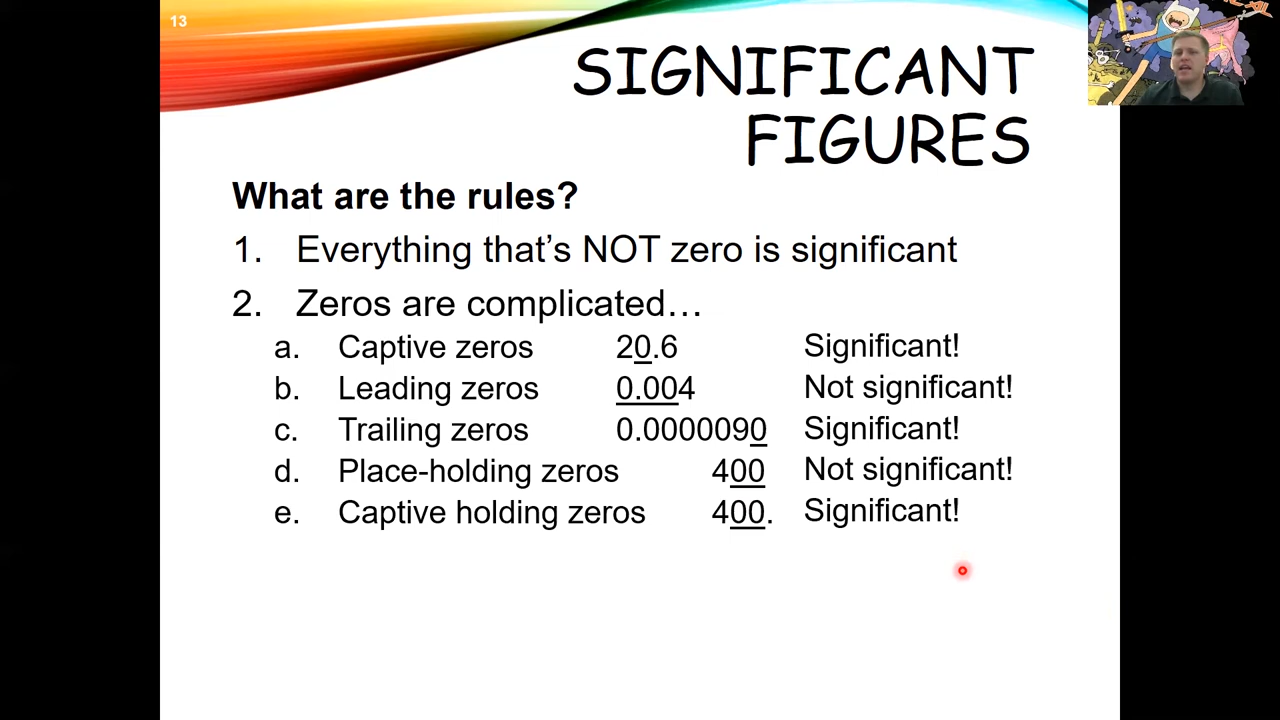 13
SIGNIFICANT
FIGURES
What are the rules?
1. Everything that's NOT zero is significant
2. Zeros are complicated…
a. Captive zeros 20.6 Significant!
b. Leading zeros 0.004 Not significant!
c. Trailing zeros 0.0000090 Significant!
d. Place-holding zeros 400 Not significant!
e. Captive holding zeros 400. Significant!